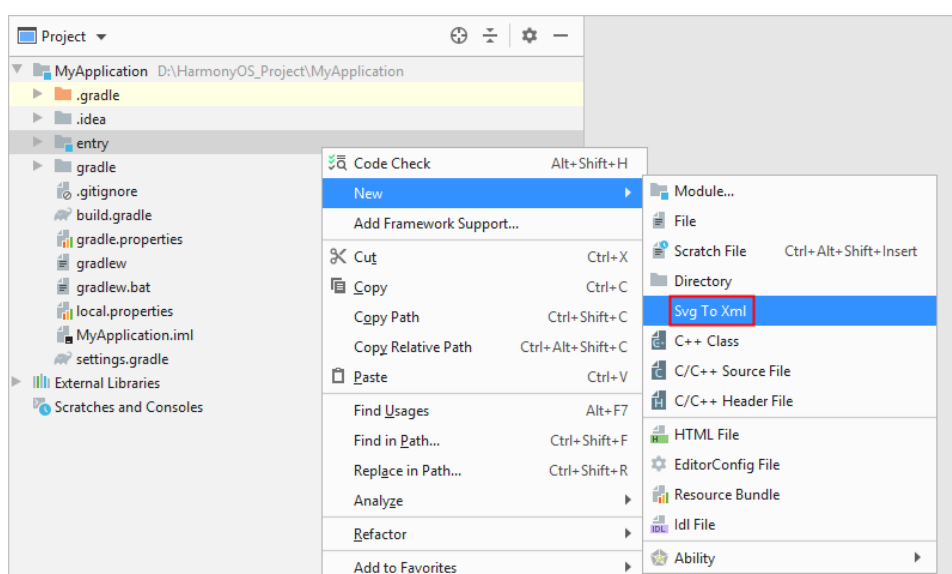 Project
MyApplication D:\HarmonyOS_Project\MyApplication
.gradle
.idea
entry
gradle
.gitignore
build.gradle
gradle.properties
gradlew
gradlew.bat
local.properties
MyApplication.iml
settings.gradle
External Libraries
Scratches and Consoles
Code Check Alt+Shift+H
New
Add Framework Support...
Cut Ctrl+X
Copy Ctrl+C
Copy Path Ctrl+Shift+C
Copy Relative Path Ctrl+Alt+Shift+C
Paste Ctrl+V
Find Usages Alt+F7
Find in Path... Ctrl+Shift+F
Replace in Path... Ctrl+Shift+R
Analyze
Refactor
Add to Favorites
Module...
File
Scratch File Ctrl+Alt+Shift+Insert
Directory
Svg To Xml
C++ Class
C/C++ Source File
C/C++ Header File
HTML File
EditorConfig File
Resource Bundle
IDL Idl File
Ability